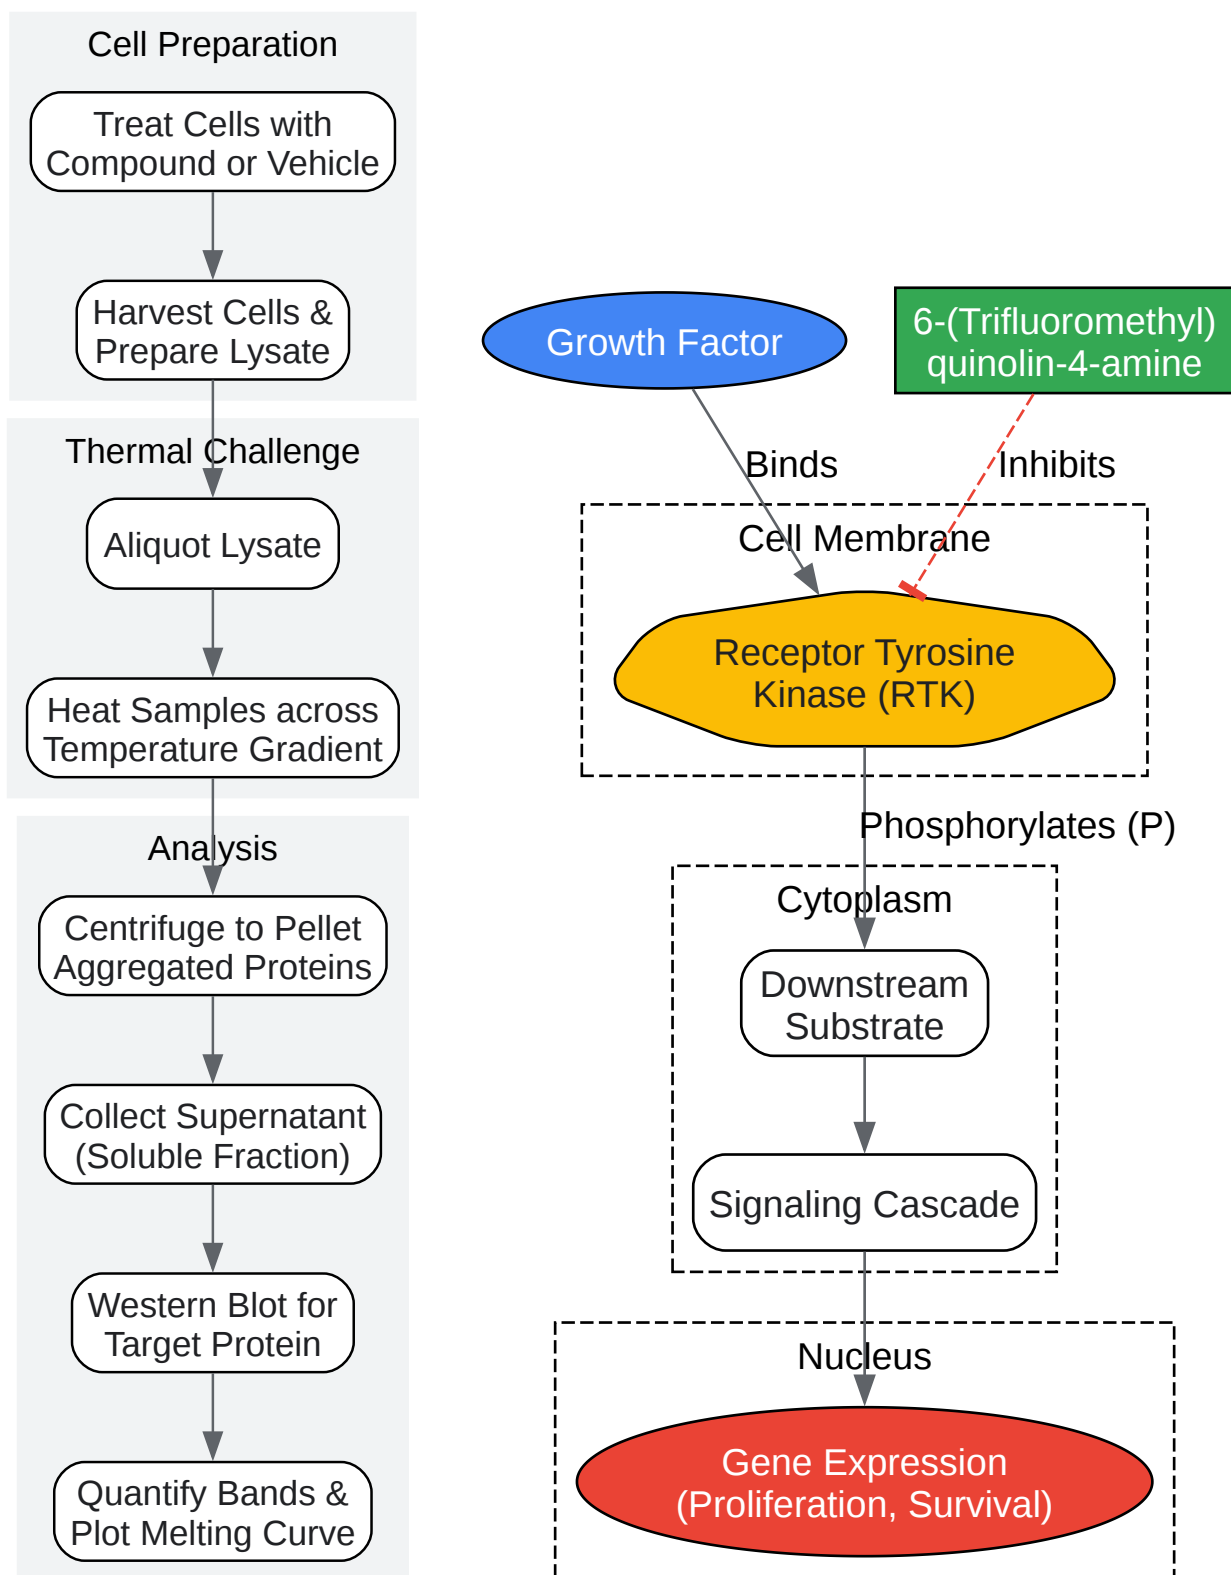 Cell Preparation
Treat Cells with
Compound or Vehicle
Harvest Cells &
Prepare Lysate
Thermal Challenge
Aliquot Lysate
Heat Samples across
Temperature Gradient
Analysis
Centrifuge to Pellet
Aggregated Proteins
Collect Supernatant
(Soluble Fraction)
Western Blot for
Target Protein
Quantify Bands &
Plot Melting Curve
Growth Factor
6-(Trifluoromethyl)
quinolin-4-amine
Binds
Inhibits
Cell Membrane
Receptor Tyrosine
Kinase (RTK)
Phosphorylates (P)
Cytoplasm
Downstream
Substrate
Signaling Cascade
Nucleus
Gene Expression
(Proliferation, Survival)